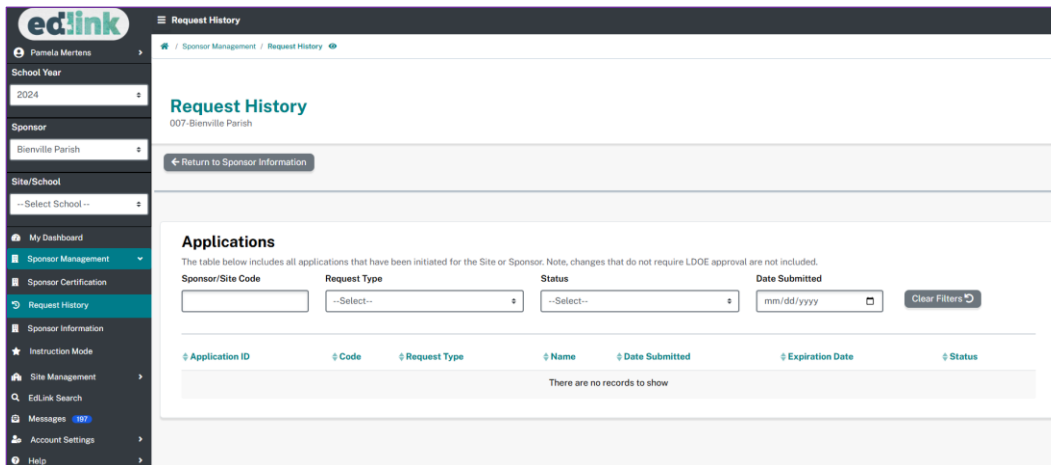 ed:link
Pamela Mertens
School Year
2024
Sponsor
Bienville Parish
Site/School
--Select School--
My Dashboard
Sponsor Management
Sponsor Certification
Request History
Sponsor Information
Instruction Mode
Site Management
EdLink Search
Messages 197
Account Settings
Help
Request History
/ Sponsor Management / Request History
Request History
007-Bienville Parish
Return to Sponsor Information
Applications
The table below includes all applications that have been initiated for the Site or Sponsor. Note, changes that do not require LDOE approval are not included.
Sponsor/Site Code Request Type Status Date Submitted
--Select-- --Select-- mm/dd/yyyy Clear Filters
Application ID Code Request Type Name Date Submitted Expiration Date Status
There are no records to show